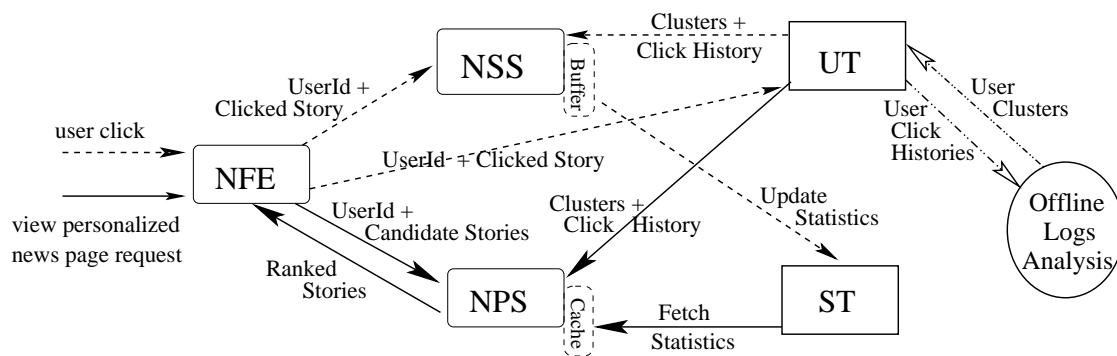 Clusters +
Click History
NSS
Buffer
UT
UserId +
Clicked Story
user click
NFE
UserId + Clicked Story
User
Clusters
User
Click
Histories
view personalized
news page request
UserId +
Candidate Stories
Ranked
Stories
Clusters +
Click History
Update
Statistics
Offline
Logs
Analysis
NPS
Cache
Fetch
Statistics
ST